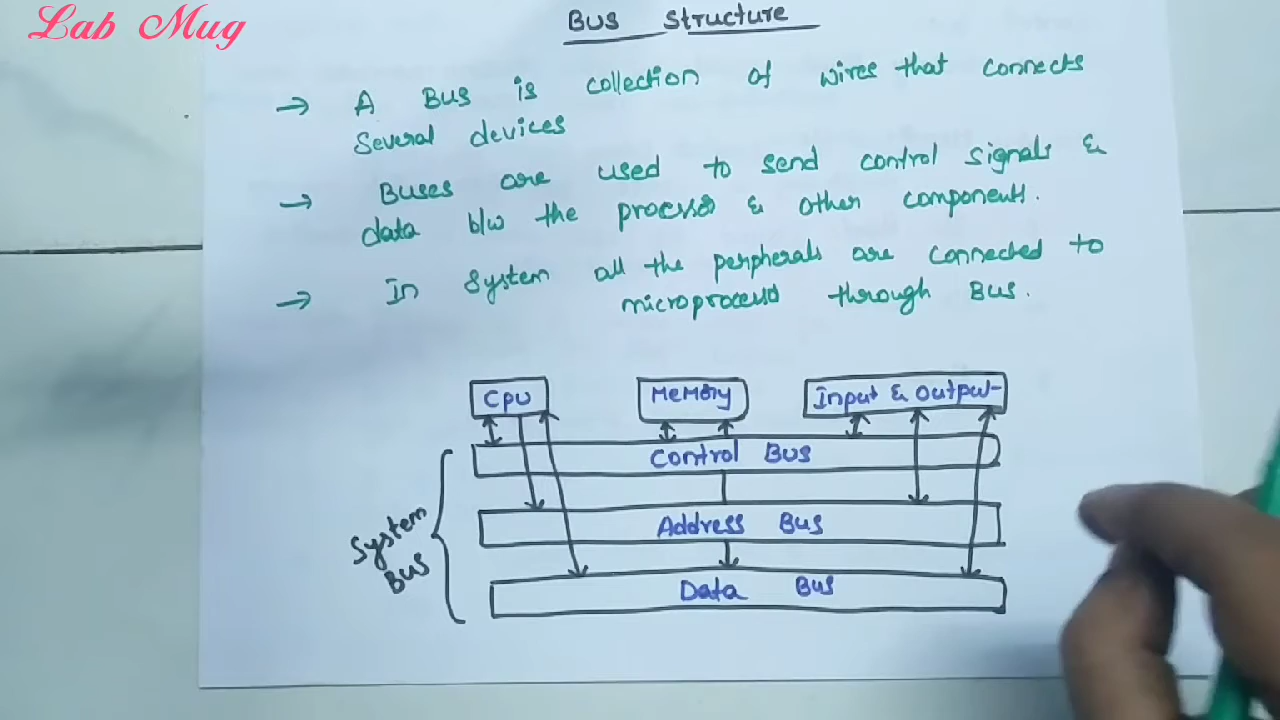 Lab Mug
Bus Structure
→ A Bus is collection of wires that connects
Several devices
→ Buses are used to send control signals &
data b/w the processor & other components.
→ In System all the peripherals are connected to
microprocessor through Bus.
CPU Memory Input & Output
Control Bus
Address Bus
System
Bus
Data Bus